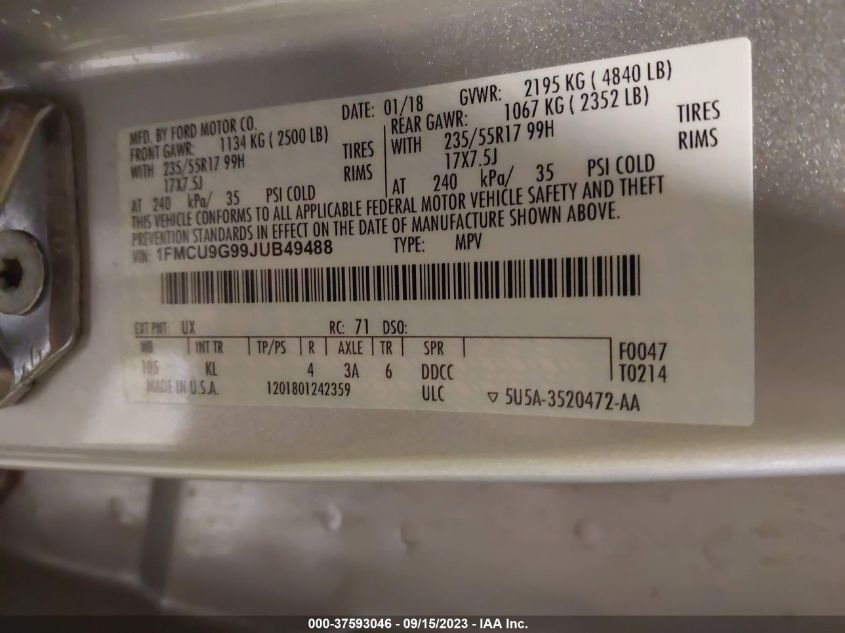 MFD. BY FORD MOTOR CO.
DATE: 01/18 GVWR: 2195 KG ( 4840 LB)
FRONT GAWR: 1134 KG ( 2500 LB)
REAR GAWR: 1067 KG ( 2352 LB)
WITH 235/55R17 99H TIRES
WITH 235/55R17 99H TIRES
17X7.5J RIMS
17X7.5J RIMS
AT 240 kPa/ 35 PSI COLD
AT 240 kPa/ 35 PSI COLD
THIS VEHICLE CONFORMS TO ALL APPLICABLE FEDERAL MOTOR VEHICLE SAFETY AND THEFT
PREVENTION STANDARDS IN EFFECT ON THE DATE OF MANUFACTURE SHOWN ABOVE.
VIN: 1FMCU9G99JUB49488 TYPE: MPV
EXT PNT: UX RC: 71 DSO:
WB INT TR TP/PS R AXLE TR SPR F0047
105 KL 4 3A 6 DDCC T0214
MADE IN U.S.A. 1201801242359 ULC ▽ 5U5A-3520472-AA
000-37593046 - 09/15/2023 - IAA Inc.